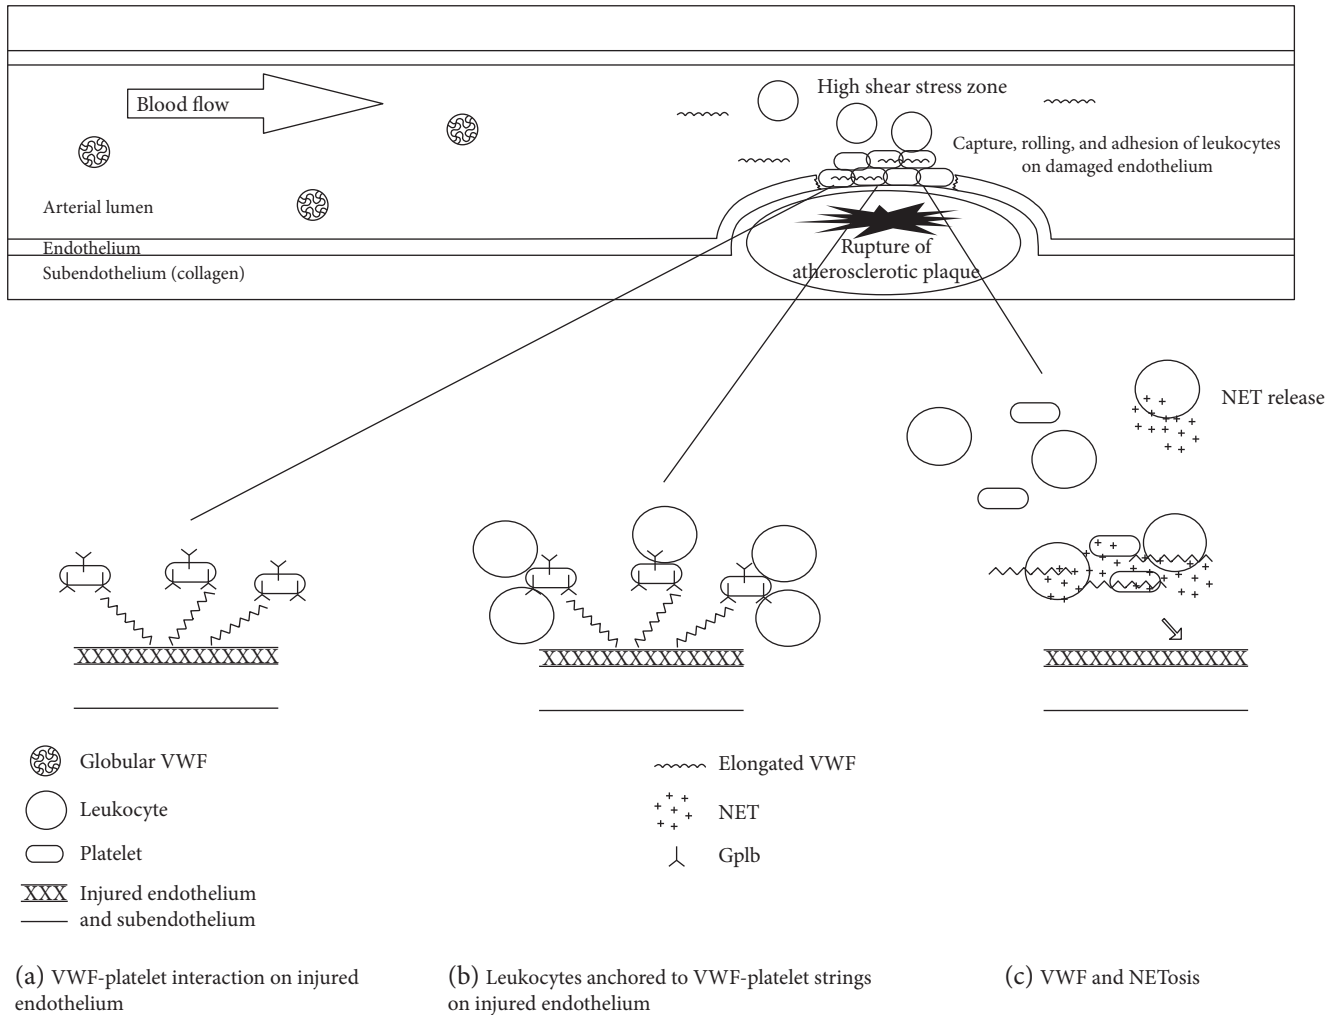 Blood flow
High shear stress zone
Capture, rolling, and adhesion of leukocytes
on damaged endothelium
Arterial lumen
Endothelium
Subendothelium (collagen)
Rupture of
atherosclerotic plaque
NET release
Globular VWF
Leukocyte
Platelet
XXX Injured endothelium
and subendothelium
Elongated VWF
NET
Gplb
(a) VWF-platelet interaction on injured
endothelium
(b) Leukocytes anchored to VWF-platelet strings
on injured endothelium
(c) VWF and NETosis